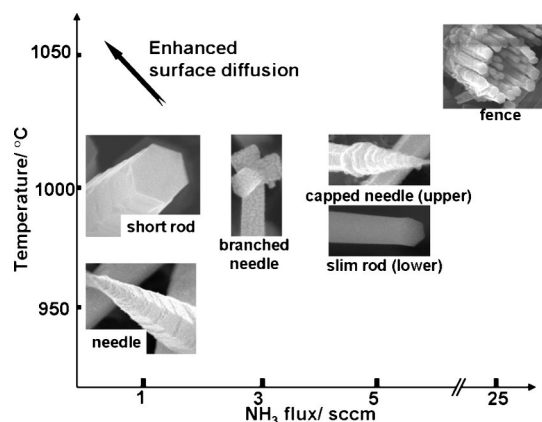 1050
Enhanced
surface diffusion
fence
Temperature/ °C
1000
short rod
branched
needle
capped needle (upper)
slim rod (lower)
950
needle
1
3
5
25
NH₃ flux/ sccm